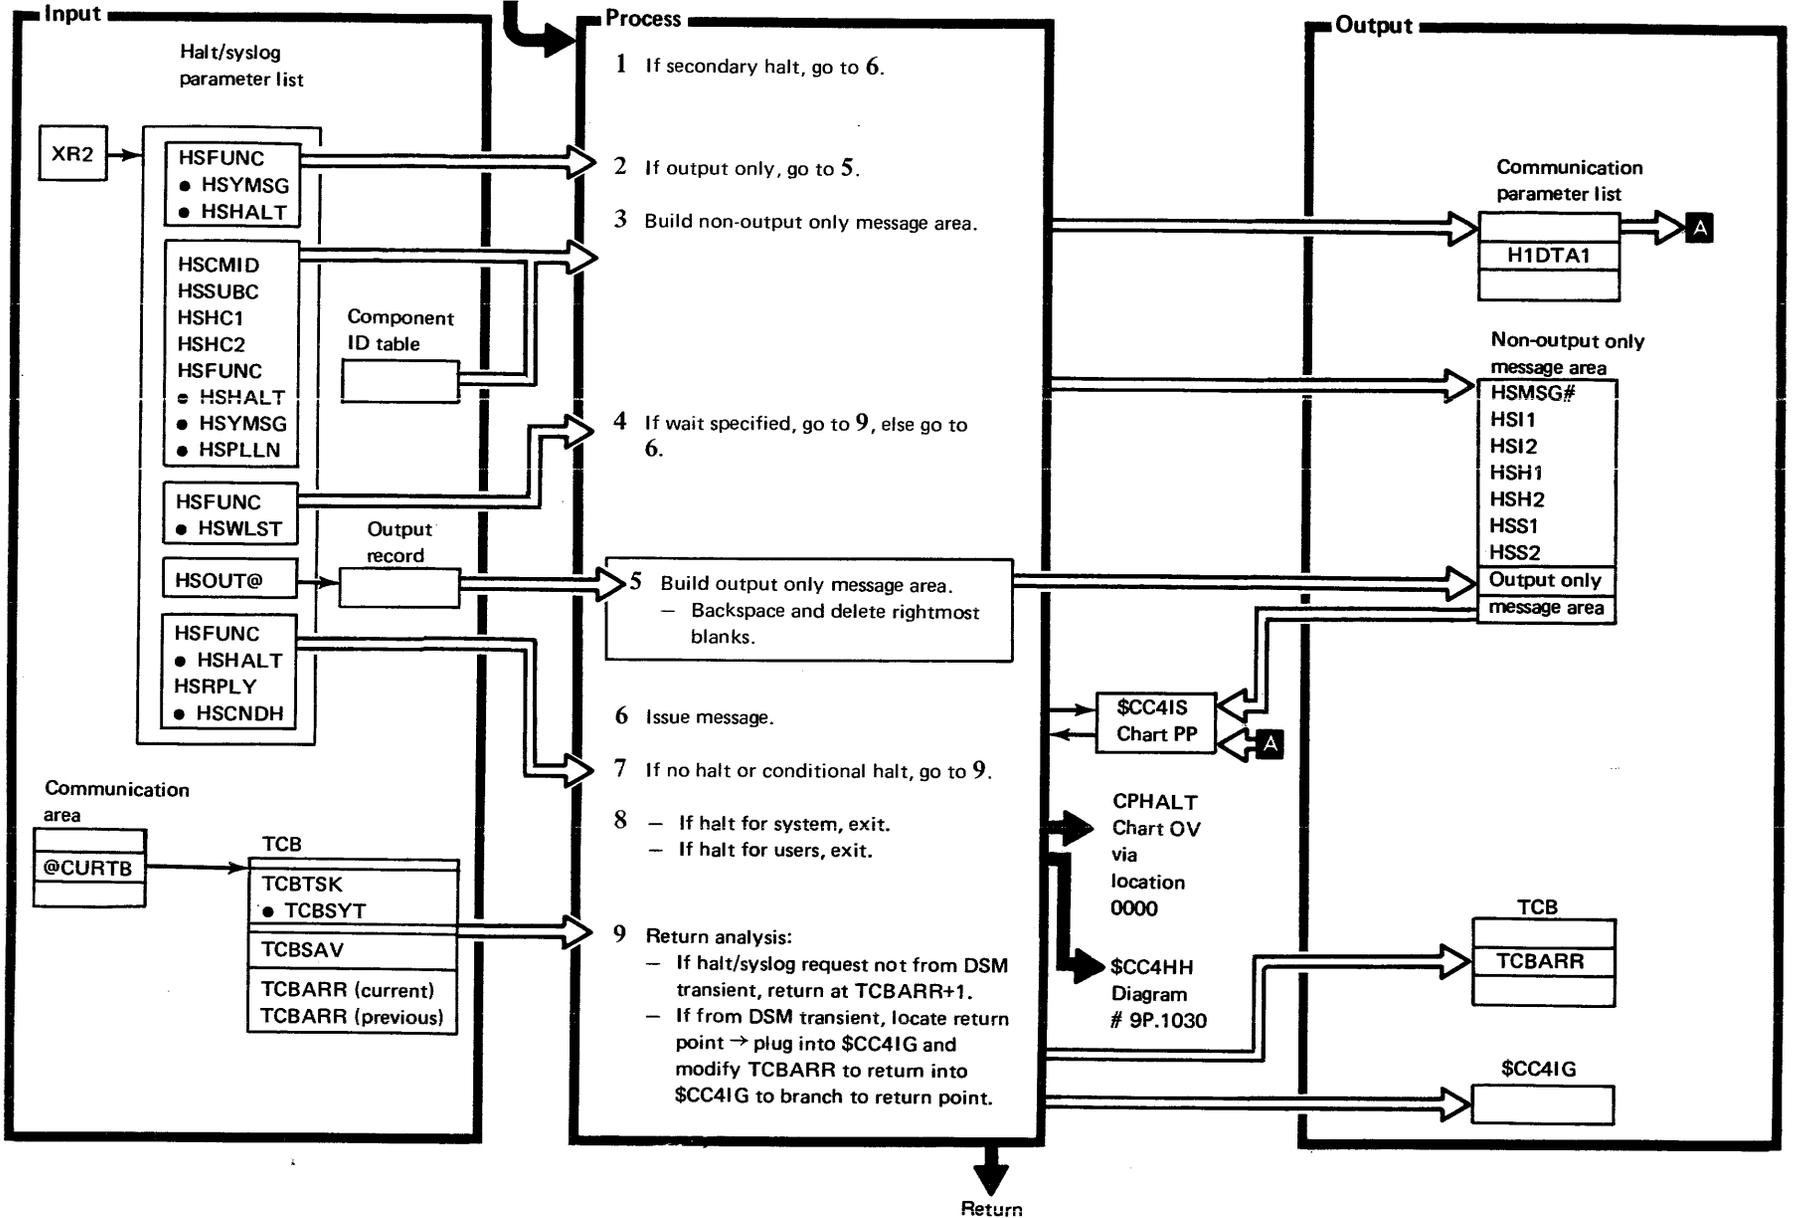 Input
Halt/syslog
parameter list
XR2
HSFUNC
• HSYMSG
• HSHALT
HSCMID
HSSUBC
HSHC1
HSHC2
HSFUNC
• HSHALT
• HSYMSG
• HSPLLN
Component
ID table
HSFUNC
• HSWLST
Output
record
HSOUT@
HSFUNC
• HSHALT
HSRPLY
• HSCNDH
Communication
area
@CURTB
TCB
TCBTSK
• TCBSYT
TCBSAV
TCBARR (current)
TCBARR (previous)
Process
1 If secondary halt, go to 6.
2 If output only, go to 5.
3 Build non-output only message area.
4 If wait specified, go to 9, else go to
6.
5 Build output only message area.
– Backspace and delete rightmost
blanks.
6 Issue message.
7 If no halt or conditional halt, go to 9.
8 – If halt for system, exit.
– If halt for users, exit.
9 Return analysis:
– If halt/syslog request not from DSM
transient, return at TCBARR+1.
– If from DSM transient, locate return
point → plug into $CC4IG and
modify TCBARR to return into
$CC4IG to branch to return point.
Return
$CC4IS
Chart PP
A
CPHALT
Chart OV
via
location
0000
$CC4HH
Diagram
# 9P.1030
Output
Communication
parameter list
H1DTA1
A
Non-output only
message area
HSMSG#
HSI1
HSI2
HSH1
HSH2
HSS1
HSS2
Output only
message area
TCB
TCBARR
$CC4IG